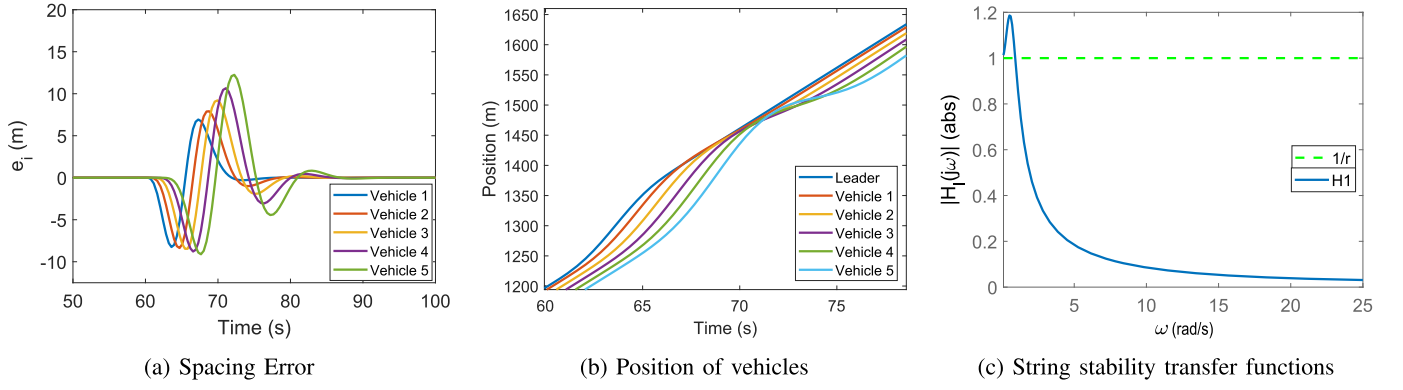 20
15
10
5
0
-5
-10
50 60 70 80 90 100
e_i (m)
Time (s)
Vehicle 1
Vehicle 2
Vehicle 3
Vehicle 4
Vehicle 5
(a) Spacing Error
1650
1600
1550
1500
1450
1400
1350
1300
1250
1200
60 65 70 75
Position (m)
Time (s)
Leader
Vehicle 1
Vehicle 2
Vehicle 3
Vehicle 4
Vehicle 5
(b) Position of vehicles
1.2
1
0.8
0.6
0.4
0.2
0
5 10 15 20 25
|H_I(jω)| (abs)
ω (rad/s)
1/r
H1
(c) String stability transfer functions